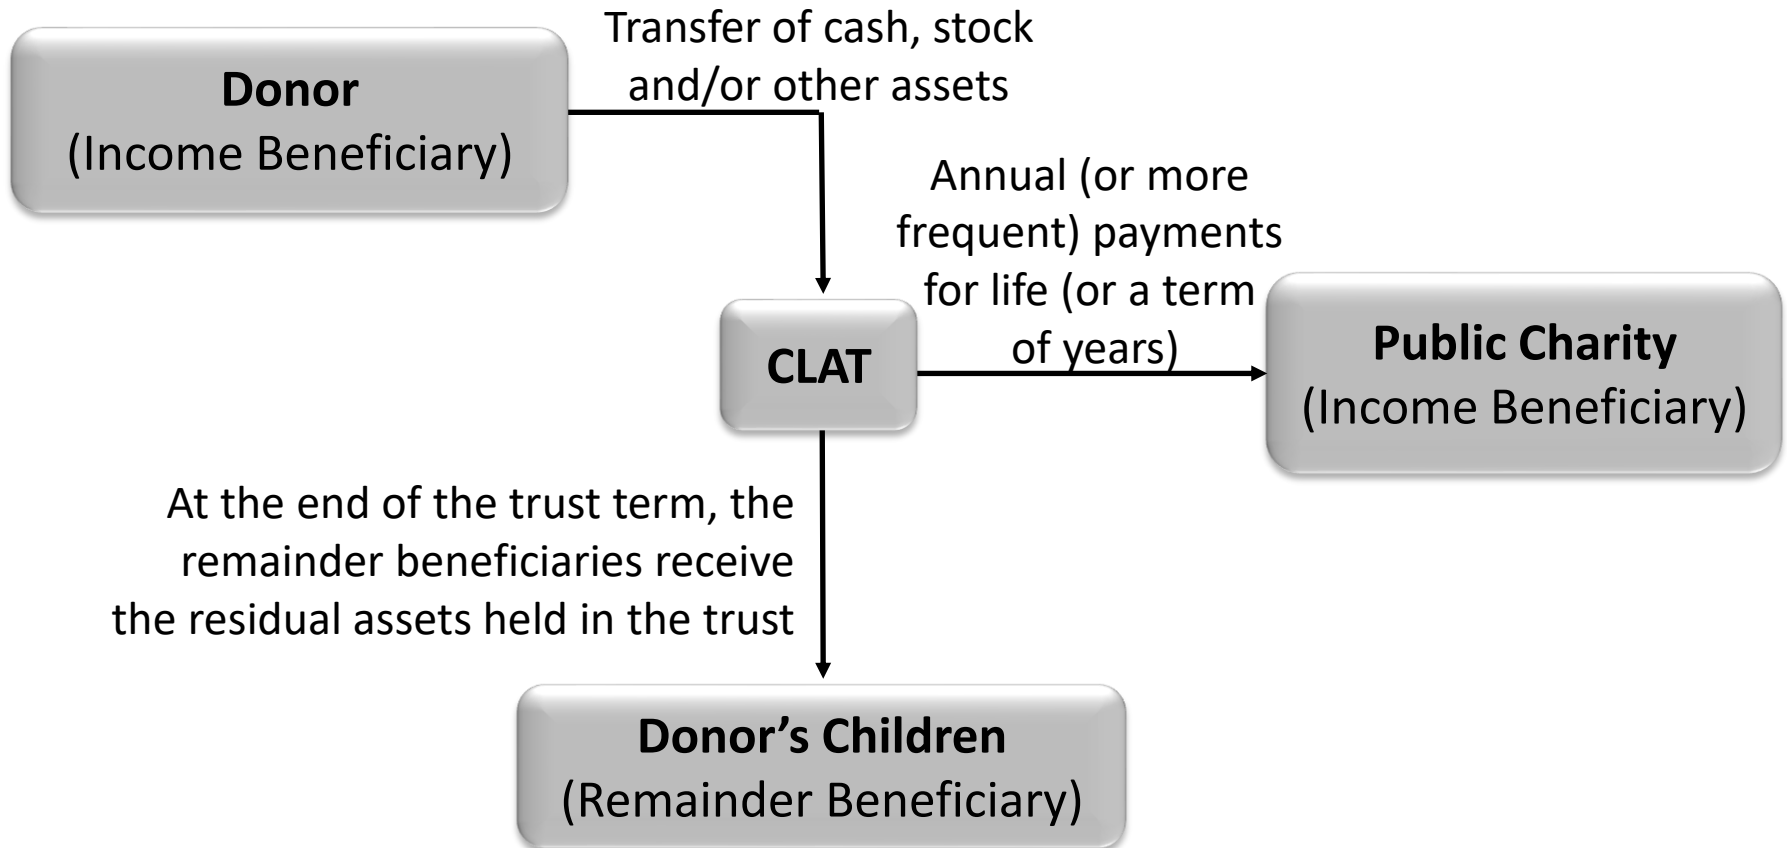 Donor
(Income Beneficiary)
Transfer of cash, stock
and/or other assets
Annual (or more
frequent) payments
for life (or a term
of years)
CLAT
Public Charity
(Income Beneficiary)
At the end of the trust term, the
remainder beneficiaries receive
the residual assets held in the trust
Donor’s Children
(Remainder Beneficiary)